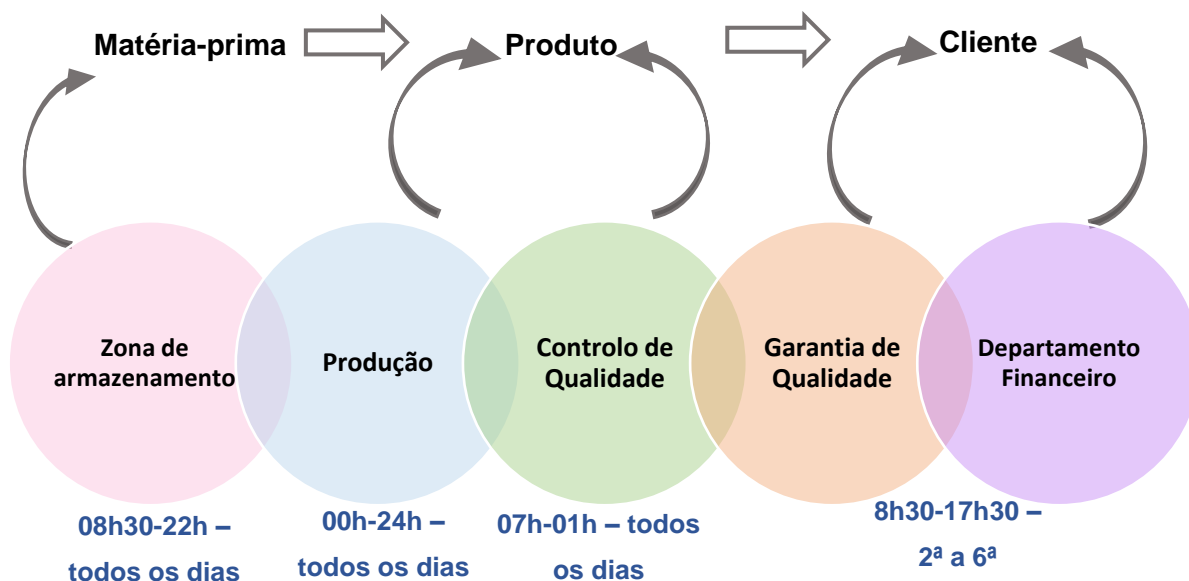 Matéria-prima
Produto
Cliente
Zona de
armazenamento
Produção
Controlo de
Qualidade
Garantia de
Qualidade
Departamento
Financeiro
08h30-22h –
todos os dias
00h-24h –
todos os dias
07h-01h – todos
os dias
8h30-17h30 –
2ª a 6ª